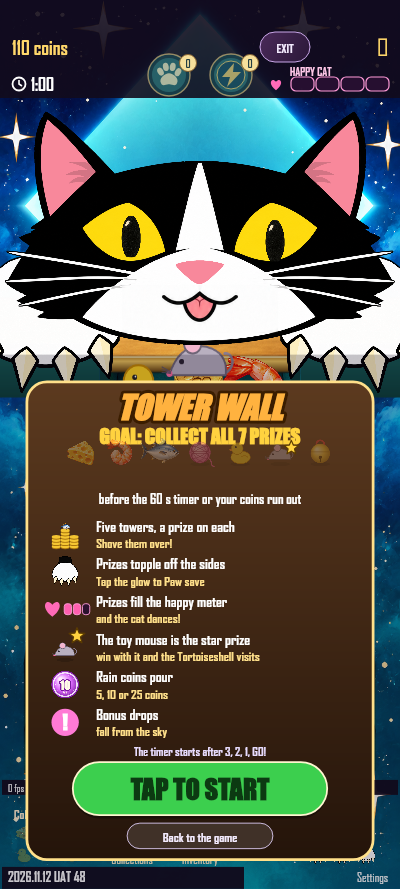 110 coins
EXIT
0
0
1:00
HAPPY CAT
TOWER WALL
GOAL: COLLECT ALL 7 PRIZES
before the 60 s timer or your coins run out
Five towers, a prize on each
Shove them over!
Prizes topple off the sides
Tap the glow to Paw save
Prizes fill the happy meter
and the cat dances!
The toy mouse is the star prize
win with it and the Tortoiseshell visits
10
Rain coins pour
5, 10 or 25 coins
!
Bonus drops
fall from the sky
The timer starts after 3, 2, 1, GO!
TAP TO START
0 fps
Back to the game
Collections
Inventory
2026.11.12 UAT 48
Settings